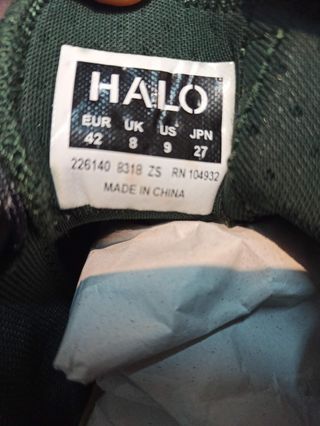 HALO
EUR UK US JPN
42 8 9 27
226140 8318 ZS RN 104932
MADE IN CHINA